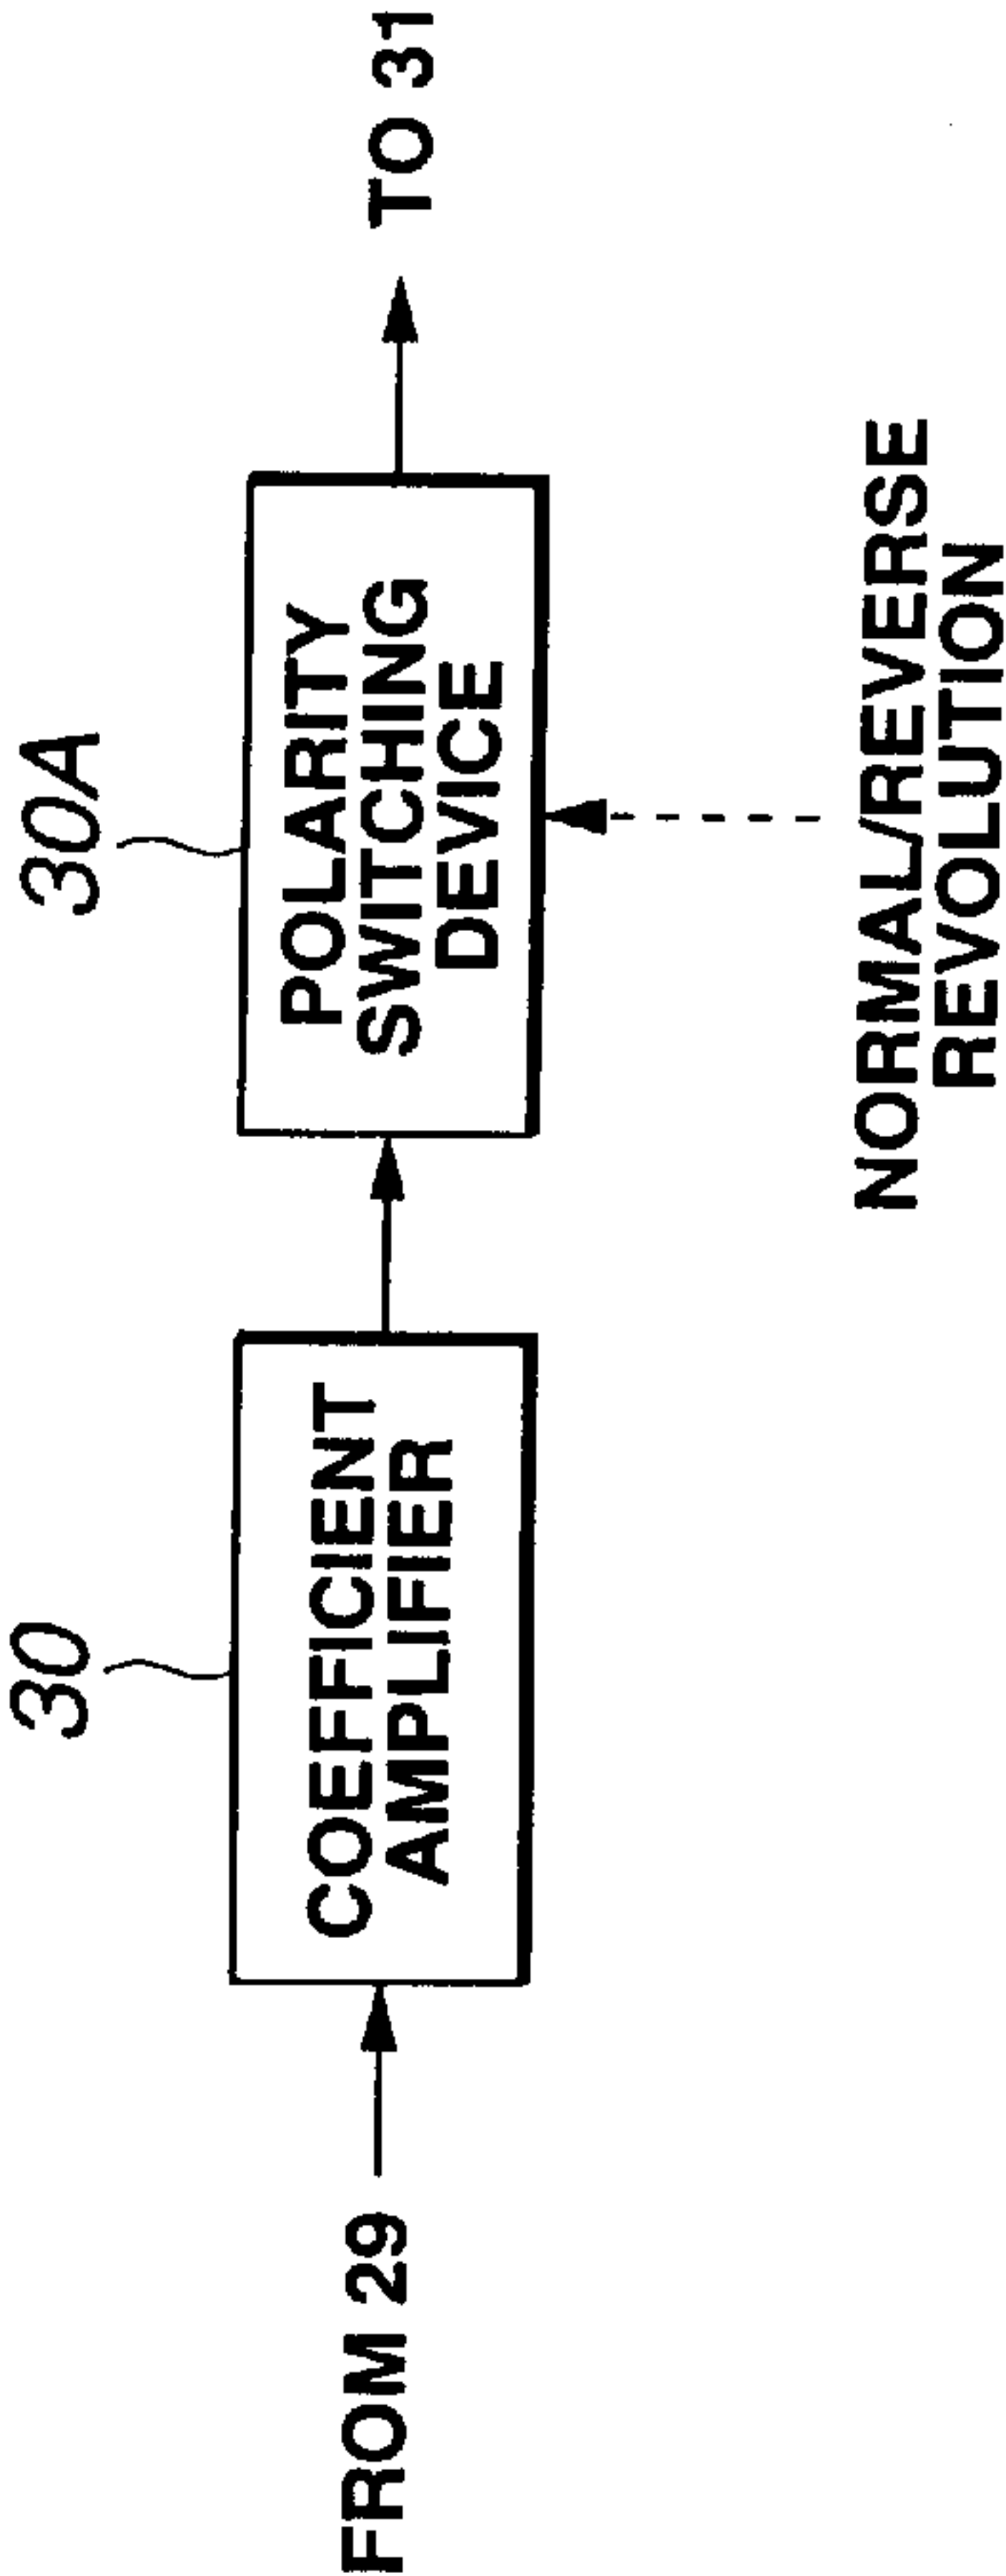 30
30A
FROM 29
COEFFICIENT
AMPLIFIER
POLARITY
SWITCHING
DEVICE
TO 31
NORMAL/REVERSE
REVOLUTION